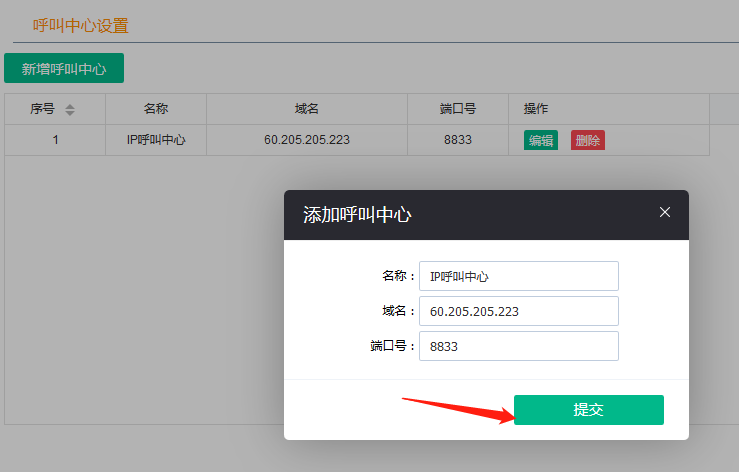 呼叫中心设置
新增呼叫中心
序号 名称 域名 端口号 操作
1 IP呼叫中心 60.205.205.223 8833 编辑 删除
添加呼叫中心
名称： IP呼叫中心
域名： 60.205.205.223
端口号： 8833
提交